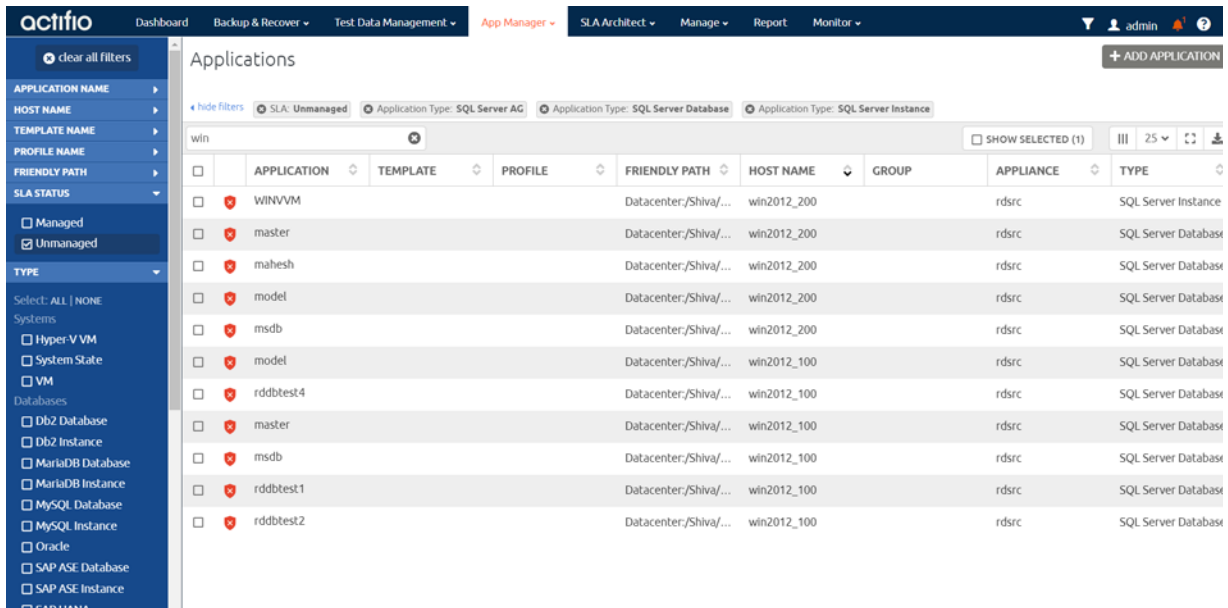 actifio Dashboard Backup & Recover Test Data Management App Manager SLA Architect Manage Report Monitor admin 1 ?
clear all filters
APPLICATION NAME
HOST NAME
TEMPLATE NAME
PROFILE NAME
FRIENDLY PATH
SLA STATUS
Managed
Unmanaged
TYPE
Select: ALL | NONE
Systems
Hyper-V VM
System State
VM
Databases
Db2 Database
Db2 Instance
MariaDB Database
MariaDB Instance
MySQL Database
MySQL Instance
Oracle
SAP ASE Database
SAP ASE Instance
SAP HANA
Applications
+ ADD APPLICATION
hide filters SLA: Unmanaged Application Type: SQL Server AG Application Type: SQL Server Database Application Type: SQL Server Instance
win SHOW SELECTED (1) 25
APPLICATION TEMPLATE PROFILE FRIENDLY PATH HOST NAME GROUP APPLIANCE TYPE
WINVVM Datacenter:/Shiva/... win2012_200 rdsrc SQL Server Instance
master Datacenter:/Shiva/... win2012_200 rdsrc SQL Server Database
mahesh Datacenter:/Shiva/... win2012_200 rdsrc SQL Server Database
model Datacenter:/Shiva/... win2012_200 rdsrc SQL Server Database
msdb Datacenter:/Shiva/... win2012_200 rdsrc SQL Server Database
model Datacenter:/Shiva/... win2012_100 rdsrc SQL Server Database
rddbtest4 Datacenter:/Shiva/... win2012_100 rdsrc SQL Server Database
master Datacenter:/Shiva/... win2012_100 rdsrc SQL Server Database
msdb Datacenter:/Shiva/... win2012_100 rdsrc SQL Server Database
rddbtest1 Datacenter:/Shiva/... win2012_100 rdsrc SQL Server Database
rddbtest2 Datacenter:/Shiva/... win2012_100 rdsrc SQL Server Database